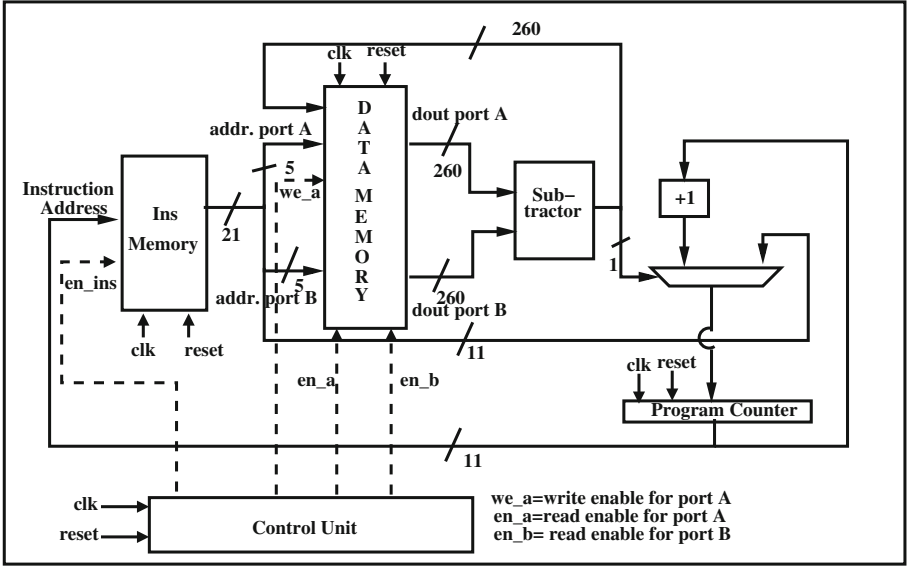 260
clk
reset
DATA MEMORY
dout port A
260
addr. port A
5
we_a
Instruction
Address
Ins
Memory
21
Sub-
tractor
+1
1
en_ins
addr. port B
5
260
dout port B
clk
reset
11
en_a
en_b
clk
reset
Program Counter
11
clk
reset
Control Unit
we_a=write enable for port A
en_a=read enable for port A
en_b= read enable for port B